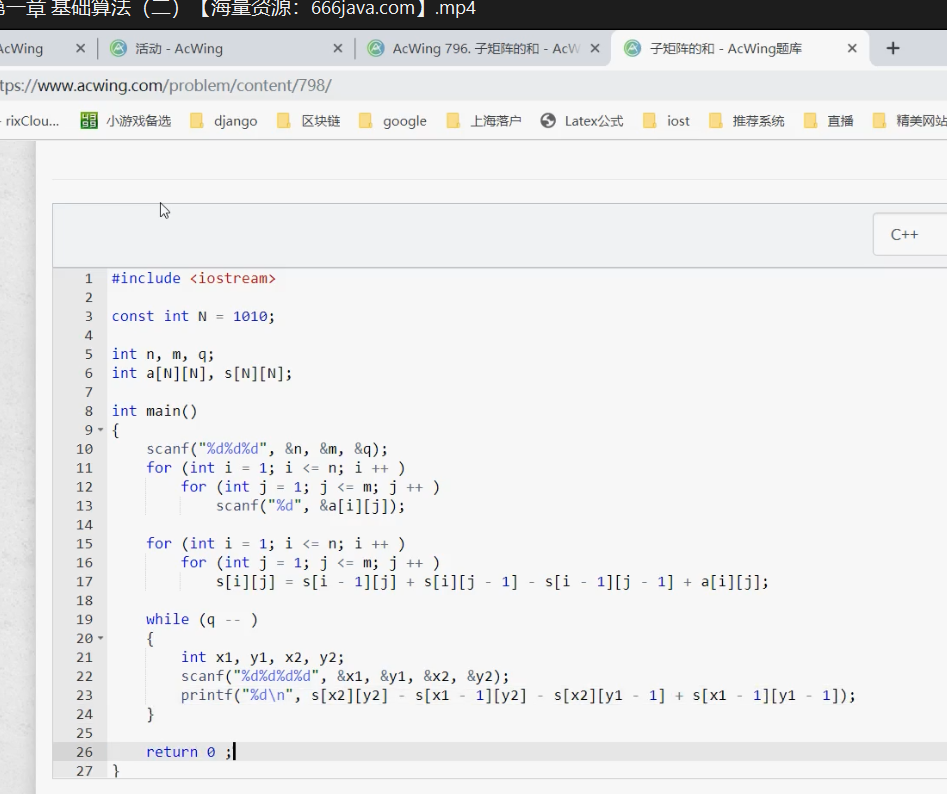 第一章 基础算法（二）【海量资源：666java.com】.mp4
AcWing × 活动 - AcWing × AcWing 796. 子矩阵的和 - AcW × 子矩阵的和 - AcWing题库 × +
tps://www.acwing.com/problem/content/798/
- rixClou... 小游戏备选 django 区块链 google 上海落户 Latex公式 iost 推荐系统 直播 精美网站
C++
1 #include <iostream>
2
3 const int N = 1010;
4
5 int n, m, q;
6 int a[N][N], s[N][N];
7
8 int main()
9 {
10 scanf("%d%d%d", &n, &m, &q);
11 for (int i = 1; i <= n; i ++ )
12 for (int j = 1; j <= m; j ++ )
13 scanf("%d", &a[i][j]);
14
15 for (int i = 1; i <= n; i ++ )
16 for (int j = 1; j <= m; j ++ )
17 s[i][j] = s[i - 1][j] + s[i][j - 1] - s[i - 1][j - 1] + a[i][j];
18
19 while (q -- )
20 {
21 int x1, y1, x2, y2;
22 scanf("%d%d%d%d", &x1, &y1, &x2, &y2);
23 printf("%d\n", s[x2][y2] - s[x1 - 1][y2] - s[x2][y1 - 1] + s[x1 - 1][y1 - 1]);
24 }
25
26 return 0 ;
27 }